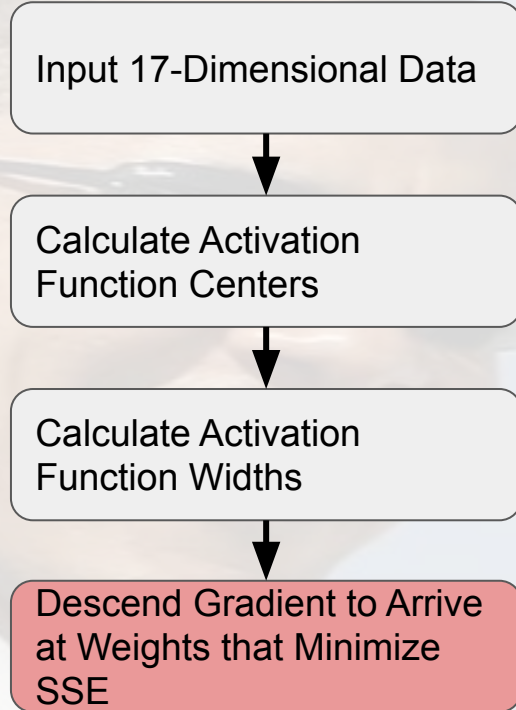 Input 17-Dimensional Data
Calculate Activation
Function Centers
Calculate Activation
Function Widths
Descend Gradient to Arrive
at Weights that Minimize
SSE